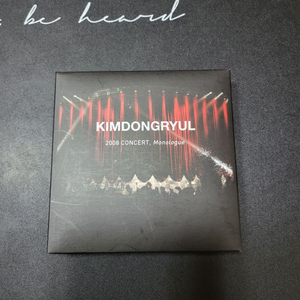 be heard
KIMDONGRYUL
2008 CONCERT, Monologue